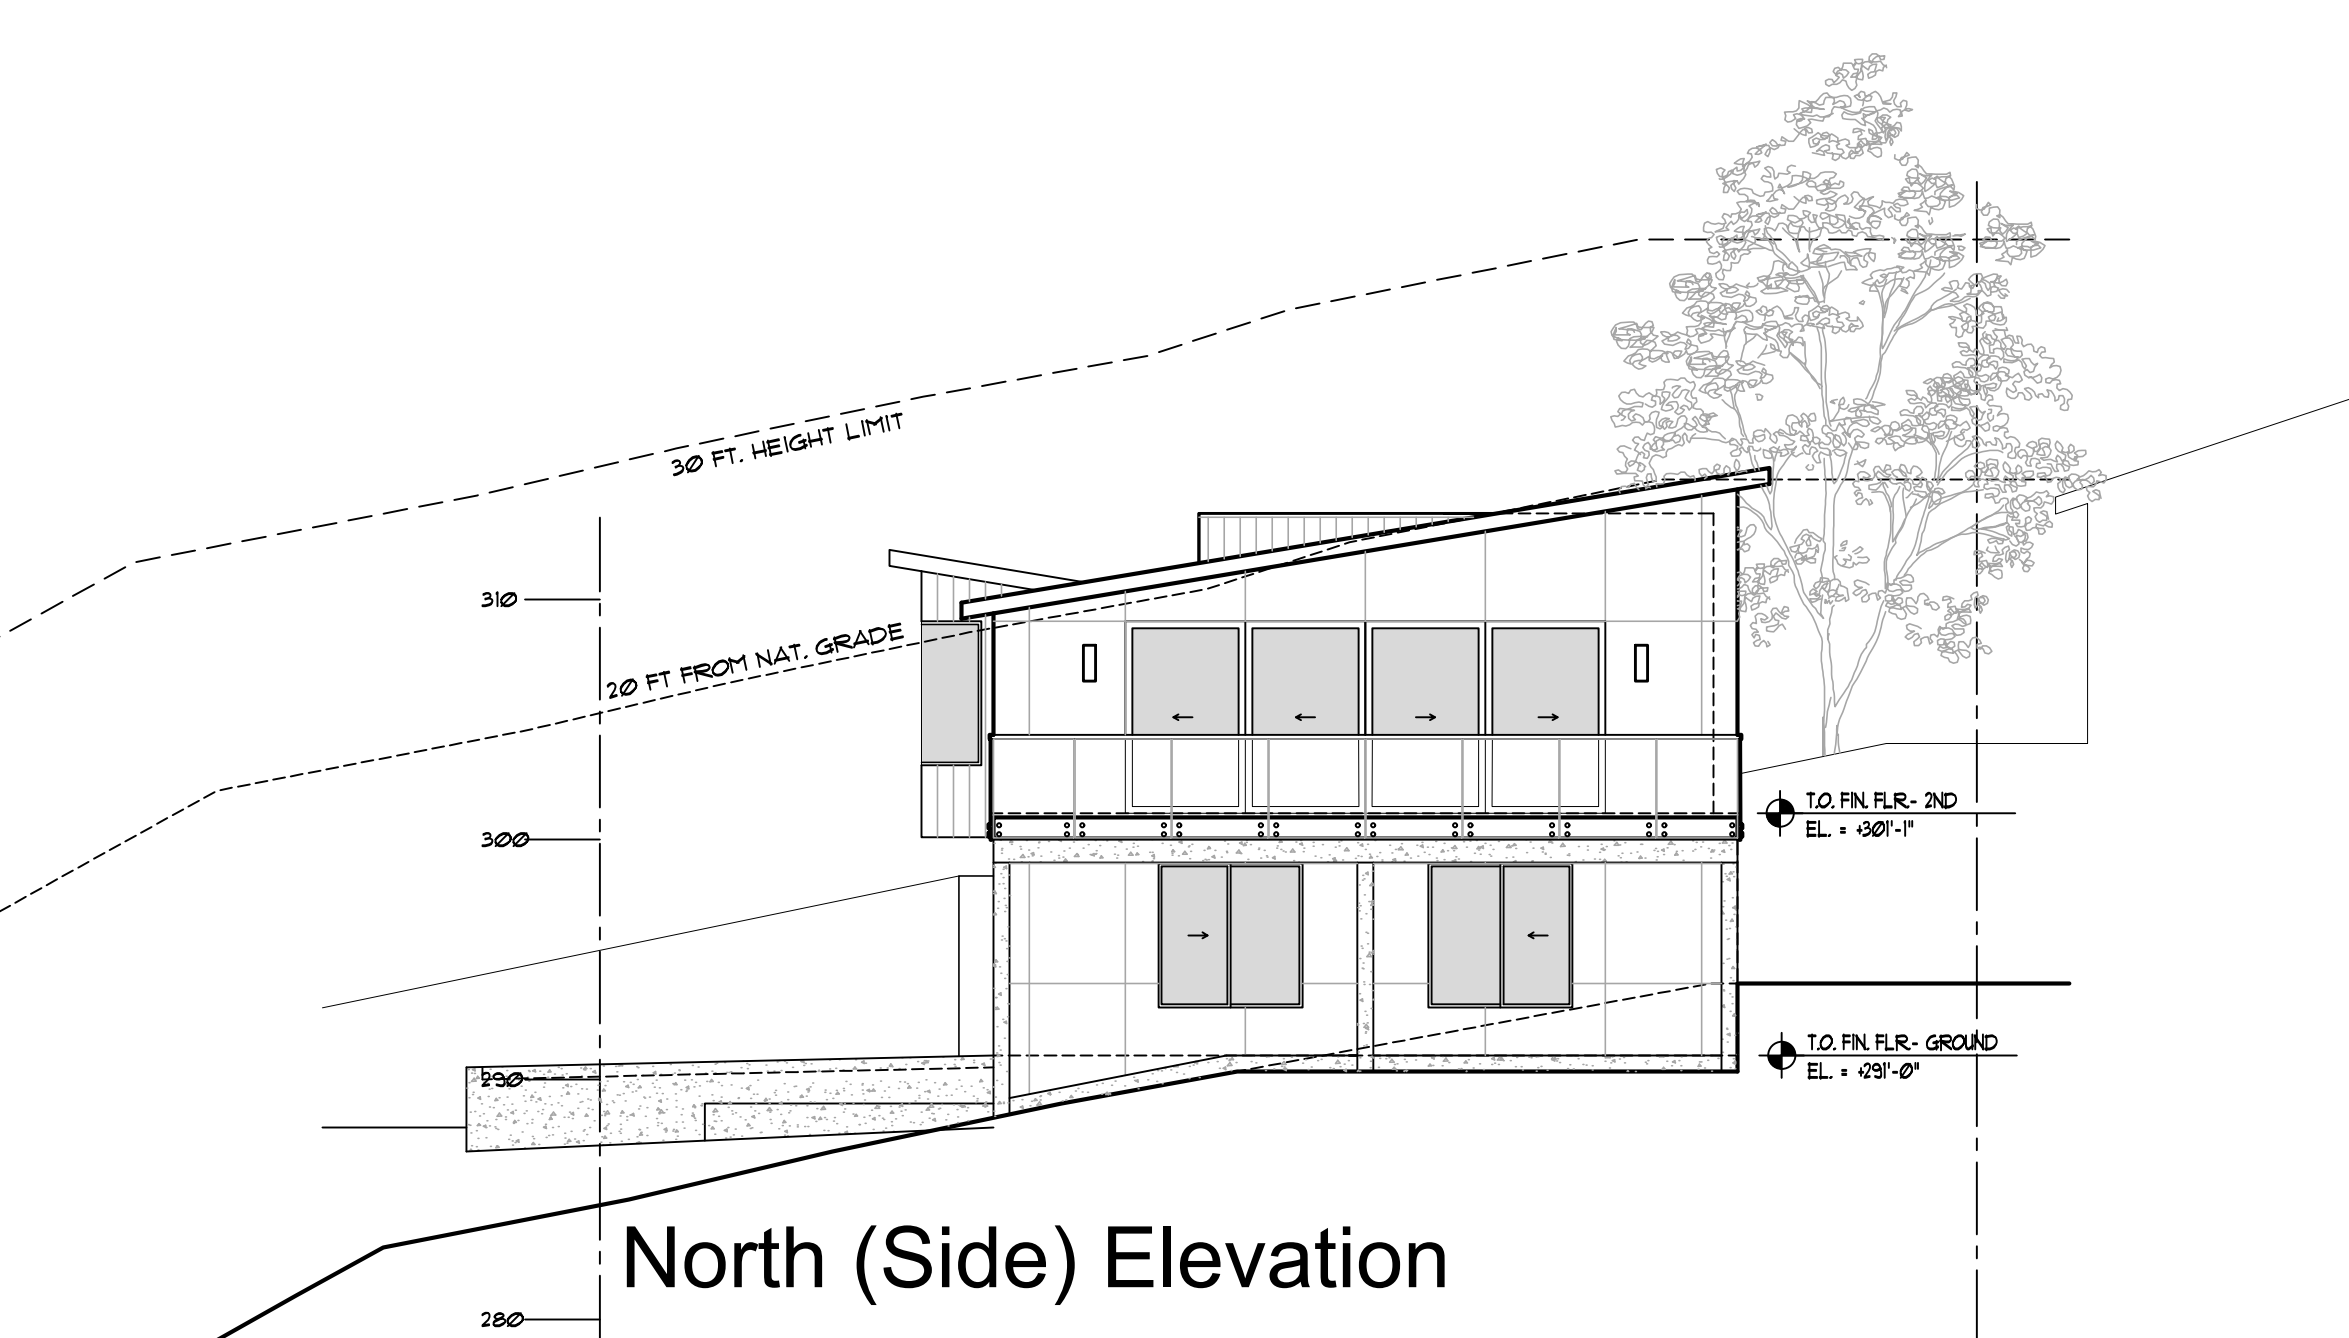 30 FT. HEIGHT LIMIT
310
20 FT FROM NAT. GRADE
T.O. FIN. FLR.- 2ND
EL. = +301'-1"
300
T.O. FIN. FLR.- GROUND
EL. = +291'-0"
290
North (Side) Elevation
280